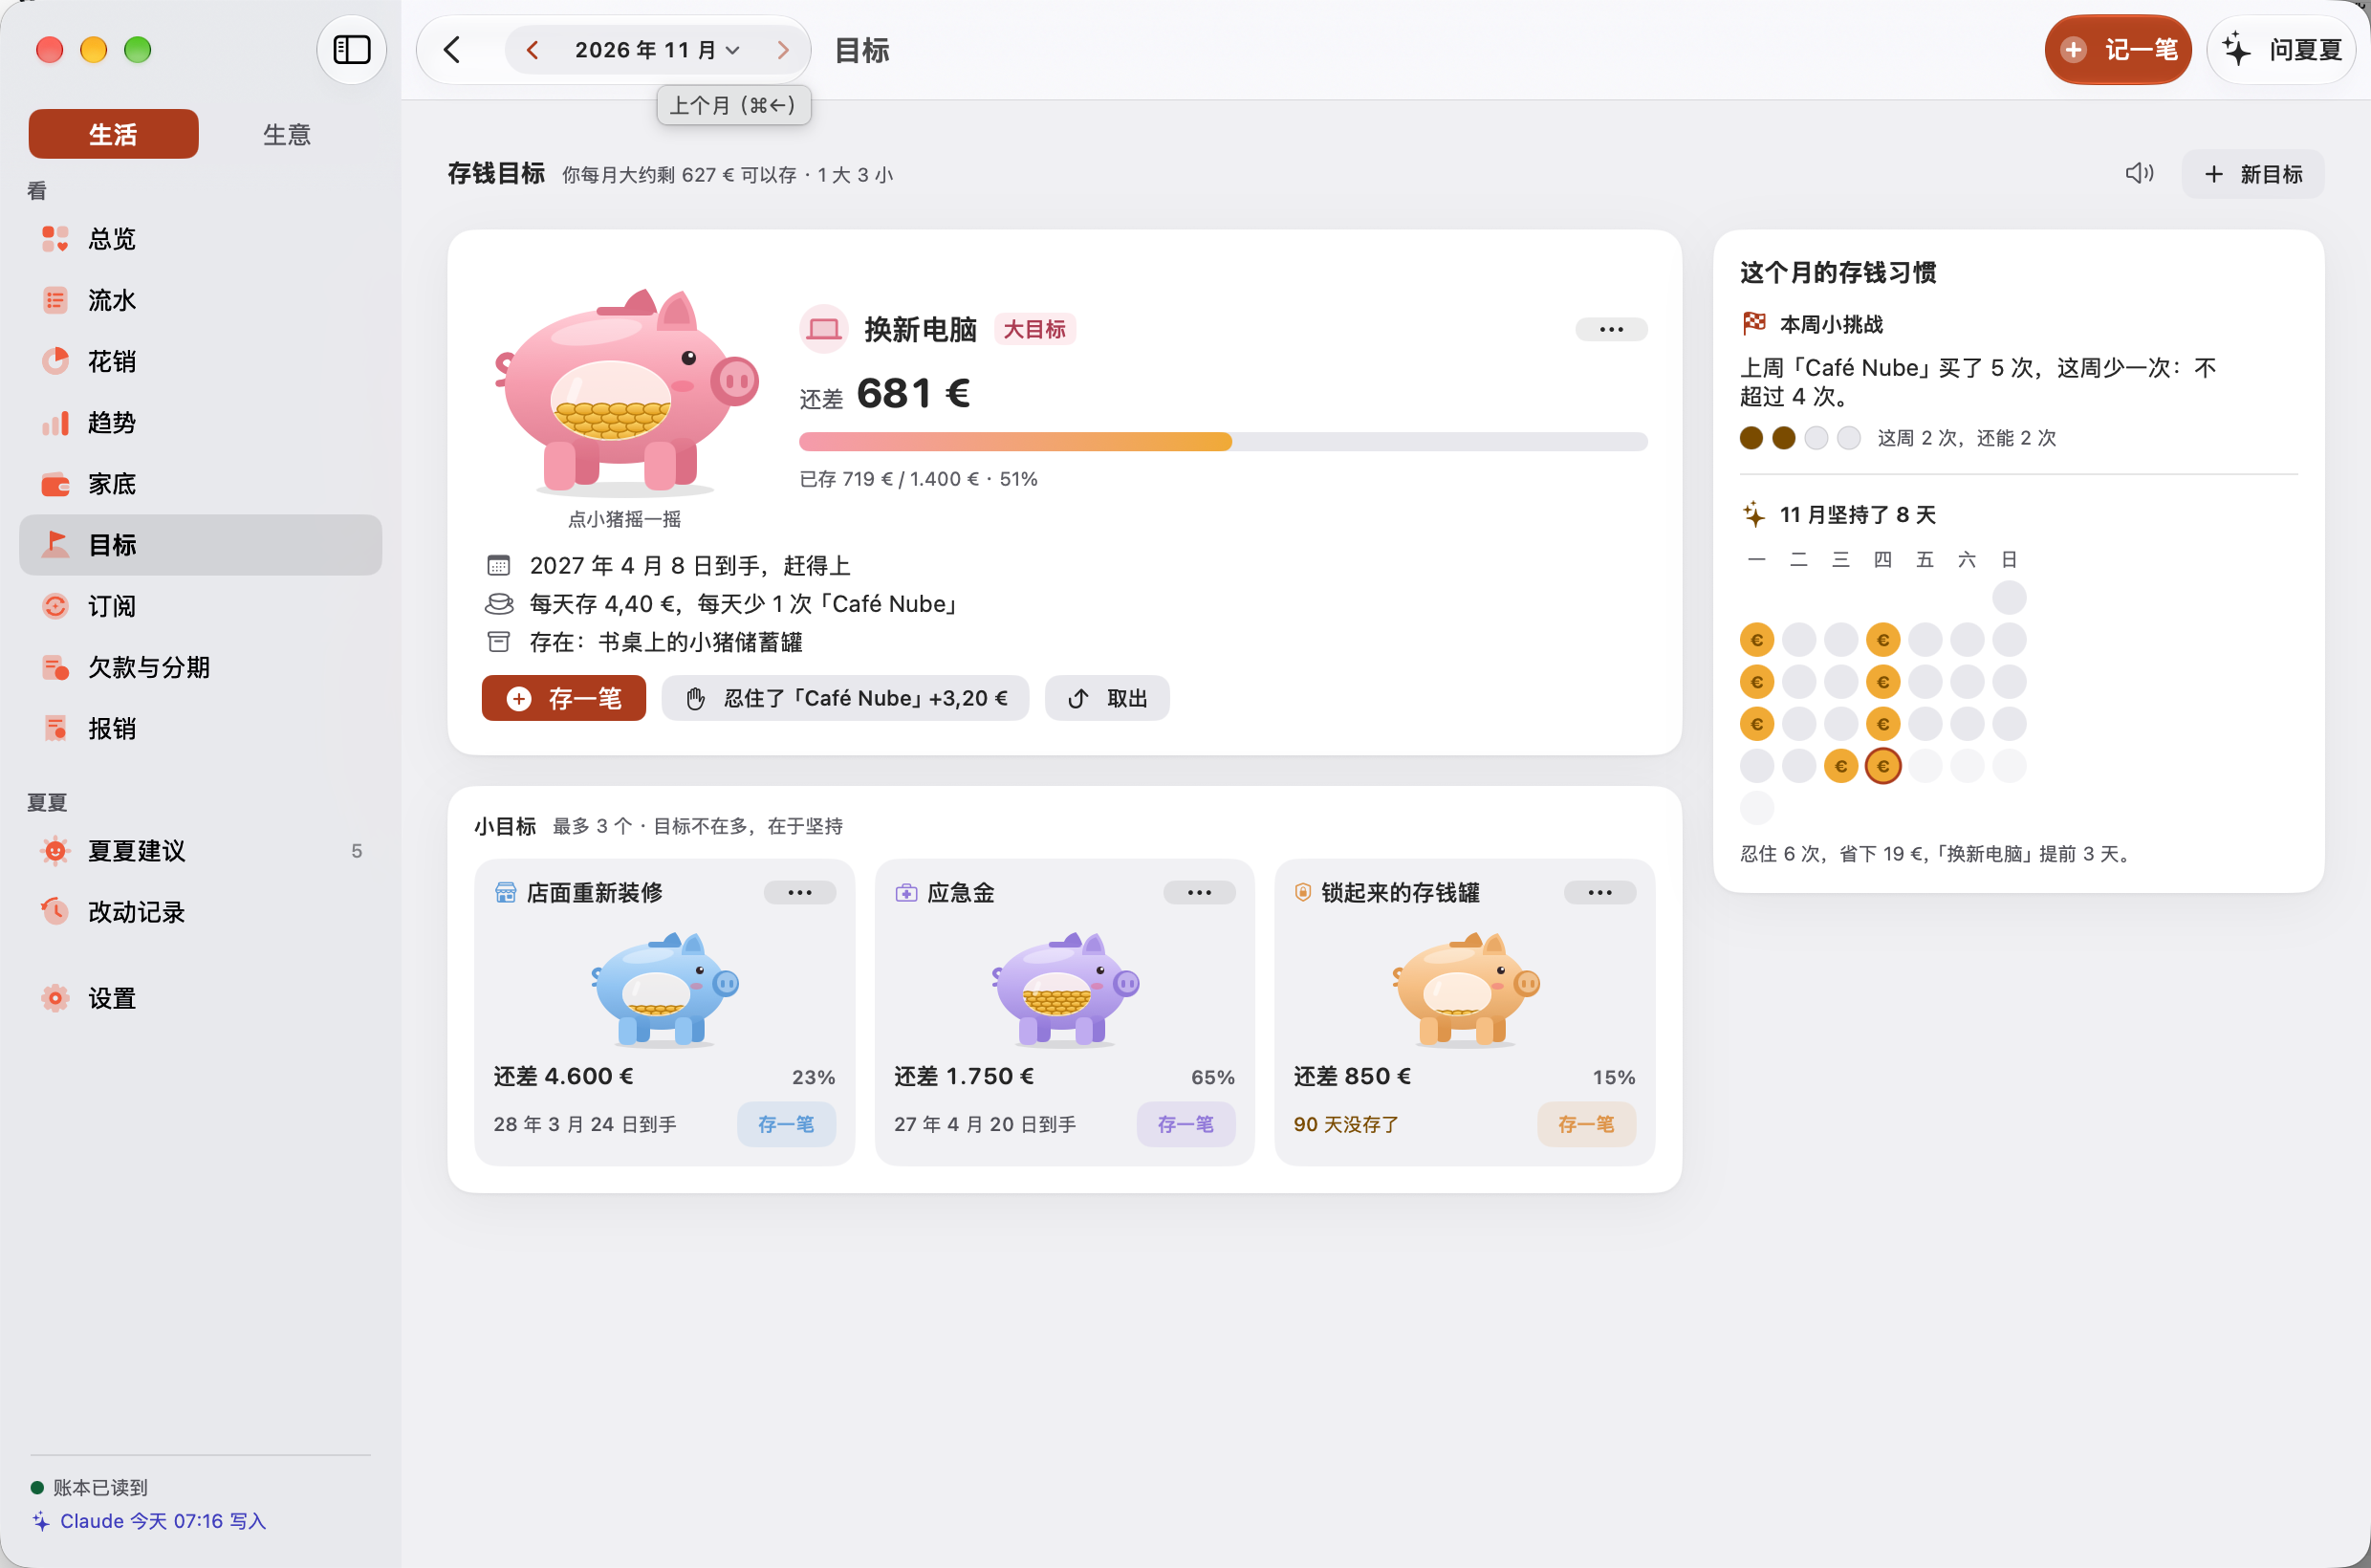 2026 年 11 月
目标
记一笔
问夏夏
上个月 (⌘←)
生活
生意
看
总览
流水
花销
趋势
家底
目标
订阅
欠款与分期
报销
夏夏
夏夏建议
5
改动记录
设置
账本已读到
Claude 今天 07:16 写入
存钱目标
你每月大约剩 627 € 可以存 · 1 大 3 小
新目标
换新电脑
大目标
还差 681 €
已存 719 € / 1.400 € · 51%
点小猪摇一摇
2027 年 4 月 8 日到手，赶得上
每天存 4,40 €，每天少 1 次「Café Nube」
存在：书桌上的小猪储蓄罐
存一笔
忍住了「Café Nube」+3,20 €
取出
小目标
最多 3 个 · 目标不在多，在于坚持
店面重新装修
还差 4.600 €
23%
28 年 3 月 24 日到手
存一笔
应急金
还差 1.750 €
65%
27 年 4 月 20 日到手
存一笔
锁起来的存钱罐
还差 850 €
15%
90 天没存了
存一笔
这个月的存钱习惯
本周小挑战
上周「Café Nube」买了 5 次，这周少一次：不
超过 4 次。
这周 2 次，还能 2 次
11 月坚持了 8 天
一 二 三 四 五 六 日
€ €
€ €
€ €
€ €
忍住 6 次，省下 19 €，「换新电脑」提前 3 天。